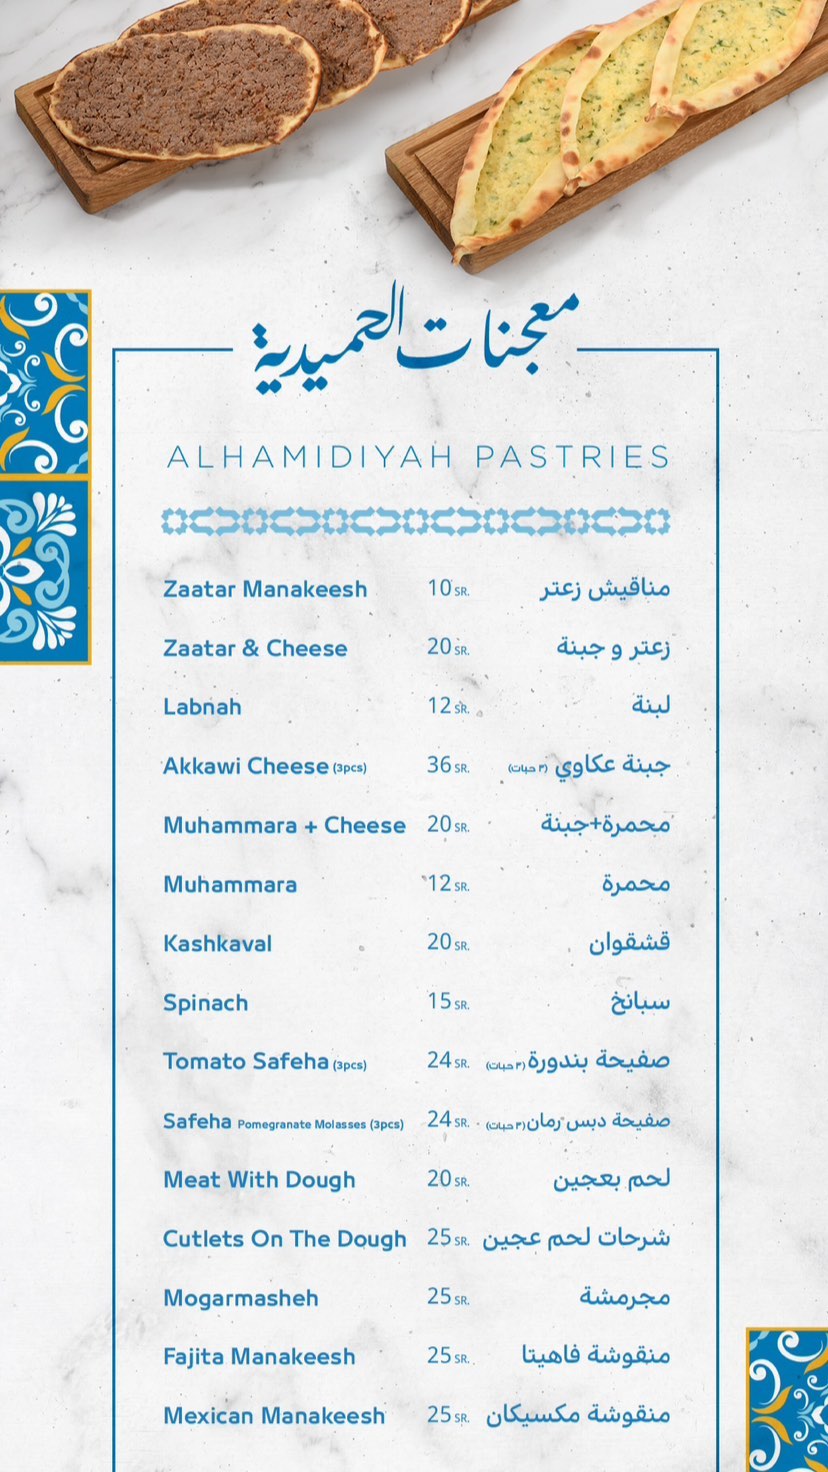 معجنات الحميدية
ALHAMIDIYAH PASTRIES
Zaatar Manakeesh 10 SR. مناقيش زعتر
Zaatar & Cheese 20 SR. زعتر و جبنة
Labnah 12 SR. لبنة
Akkawi Cheese (3pcs) 36 SR. جبنة عكاوي (٣ حبات)
Muhammara + Cheese 20 SR. محمرة+جبنة
Muhammara 12 SR. محمرة
Kashkaval 20 SR. قشقوان
Spinach 15 SR. سبانخ
Tomato Safeha (3pcs) 24 SR. صفيحة بندورة (٣ حبات)
Safeha Pomegranate Molasses (3pcs) 24 SR. صفيحة دبس رمان (٣ حبات)
Meat With Dough 20 SR. لحم بعجين
Cutlets On The Dough 25 SR. شرحات لحم عجين
Mogarmasheh 25 SR. مجرمشة
Fajita Manakeesh 25 SR. منقوشة فاهيتا
Mexican Manakeesh 25 SR. منقوشة مكسيكان